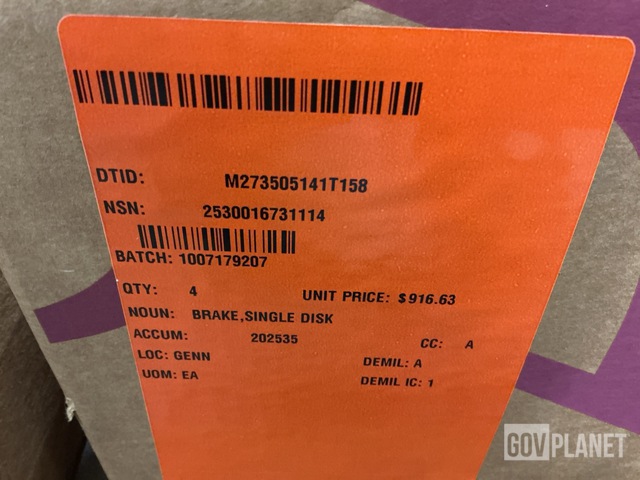 DTID: M273505141T158
NSN: 2530016731114
BATCH: 1007179207
QTY: 4 UNIT PRICE: $916.63
NOUN: BRAKE,SINGLE DISK
ACCUM: 202535 CC: A
LOC: GENN DEMIL: A
UOM: EA DEMIL IC: 1
GOVPLANET